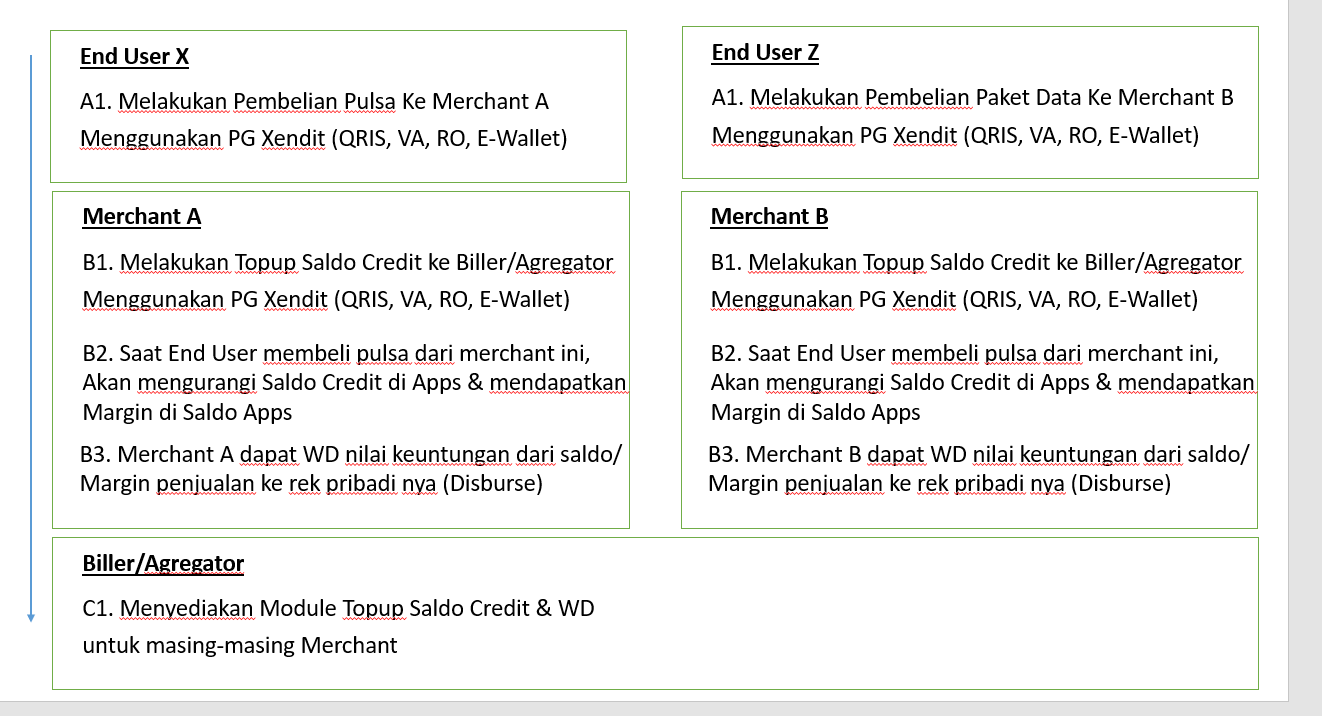 End User X
A1. Melakukan Pembelian Pulsa Ke Merchant A
Menggunakan PG Xendit (QRIS, VA, RO, E-Wallet)
End User Z
A1. Melakukan Pembelian Paket Data Ke Merchant B
Menggunakan PG Xendit (QRIS, VA, RO, E-Wallet)
Merchant A
B1. Melakukan Topup Saldo Credit ke Biller/Agregator
Menggunakan PG Xendit (QRIS, VA, RO, E-Wallet)
B2. Saat End User membeli pulsa dari merchant ini,
Akan mengurangi Saldo Credit di Apps & mendapatkan
Margin di Saldo Apps
B3. Merchant A dapat WD nilai keuntungan dari saldo/
Margin penjualan ke rek pribadi nya (Disburse)
Merchant B
B1. Melakukan Topup Saldo Credit ke Biller/Agregator
Menggunakan PG Xendit (QRIS, VA, RO, E-Wallet)
B2. Saat End User membeli pulsa dari merchant ini,
Akan mengurangi Saldo Credit di Apps & mendapatkan
Margin di Saldo Apps
B3. Merchant B dapat WD nilai keuntungan dari saldo/
Margin penjualan ke rek pribadi nya (Disburse)
Biller/Agregator
C1. Menyediakan Module Topup Saldo Credit & WD
untuk masing-masing Merchant